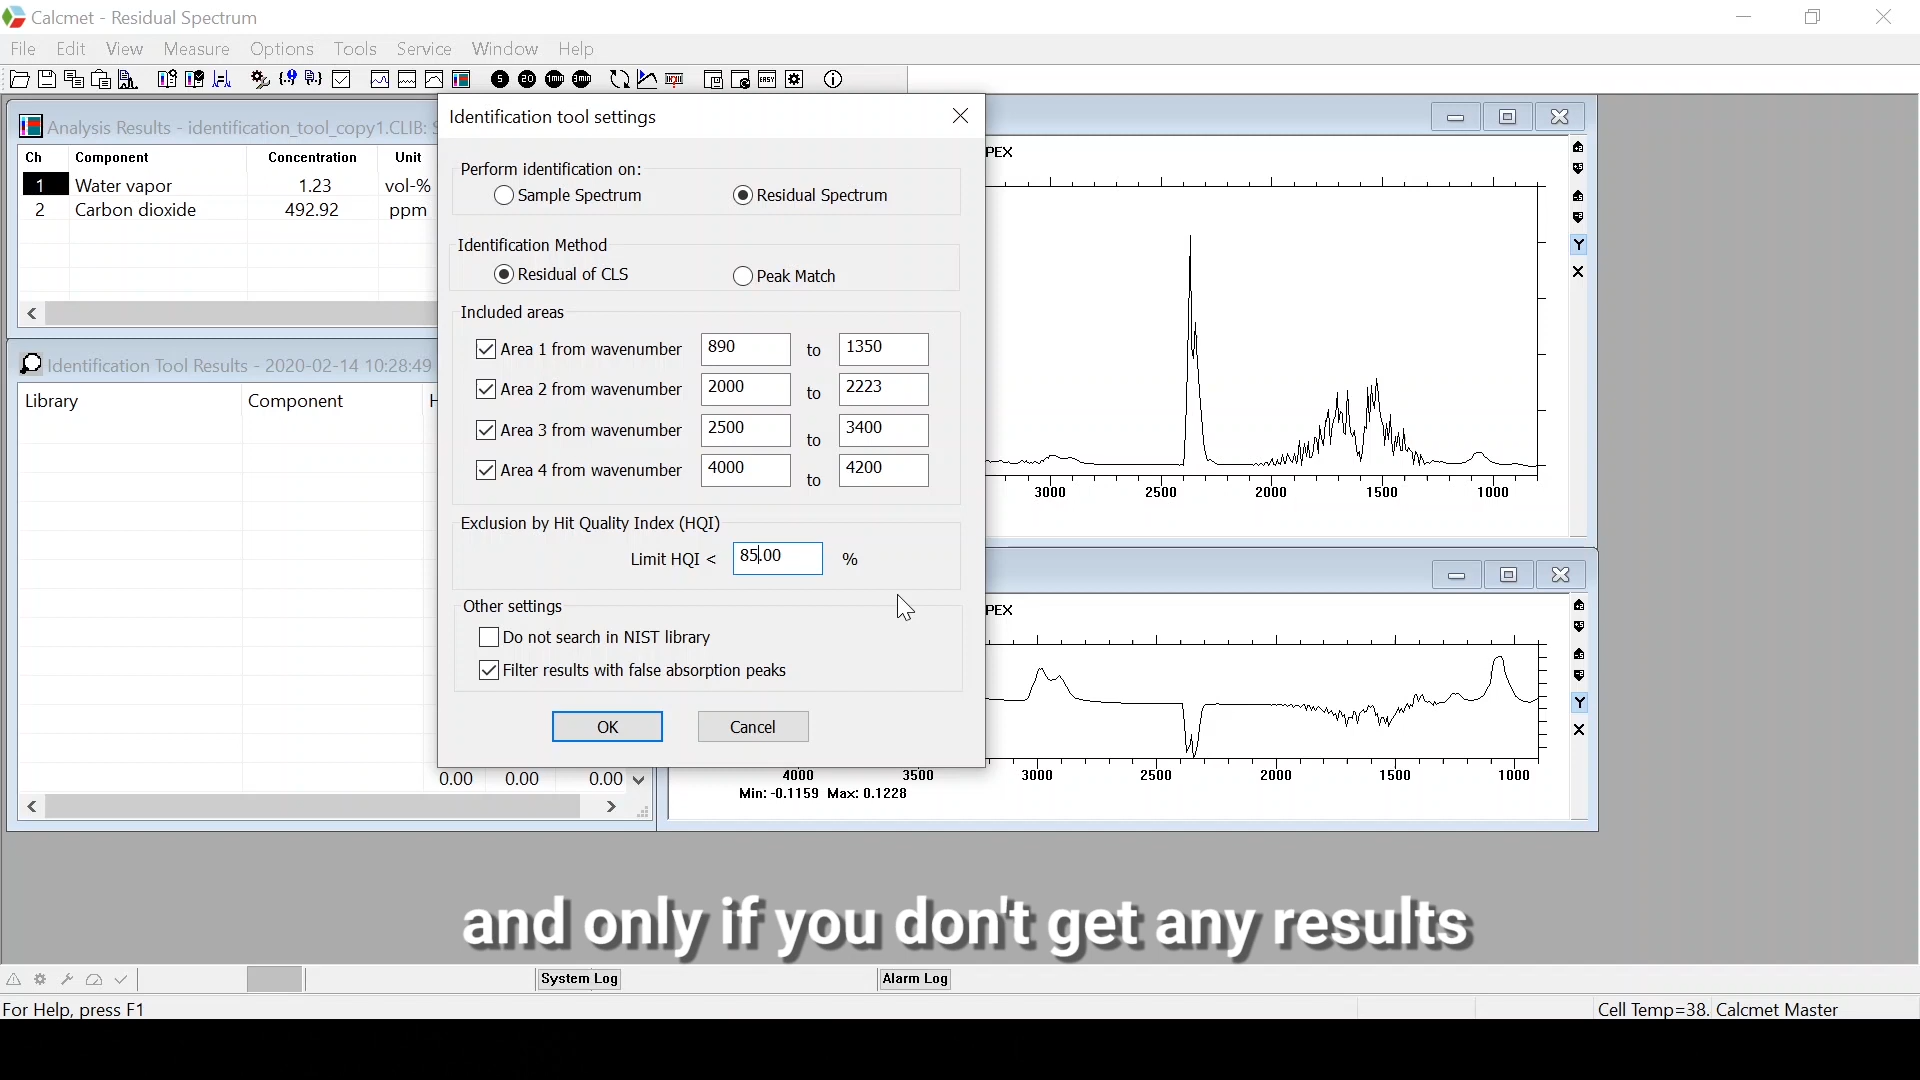 Calcmet - Residual Spectrum
File Edit View Measure Options Tools Service Window Help
5 20 1min 3min EASY
Analysis Results - identification_tool_copy1.CLIB:
Ch Component Concentration Unit
1 Water vapor 1.23 vol-%
2 Carbon dioxide 492.92 ppm
Identification Tool Results - 2020-02-14 10:28:49
Library Component
0.00 0.00 0.00
Identification tool settings
Perform identification on:
Sample Spectrum Residual Spectrum
Identification Method
Residual of CLS Peak Match
Included areas
Area 1 from wavenumber 890 to 1350
Area 2 from wavenumber 2000 to 2223
Area 3 from wavenumber 2500 to 3400
Area 4 from wavenumber 4000 to 4200
Exclusion by Hit Quality Index (HQI)
Limit HQI < 85.00 %
Other settings
Do not search in NIST library
Filter results with false absorption peaks
OK Cancel
PEX
Y
X
3000 2500 2000 1500 1000
PEX
Y
X
4000 3500 3000 2500 2000 1500 1000
Min: -0.1159 Max: 0.1228
and only if you don't get any results
System Log Alarm Log
For Help, press F1 Cell Temp=38. Calcmet Master